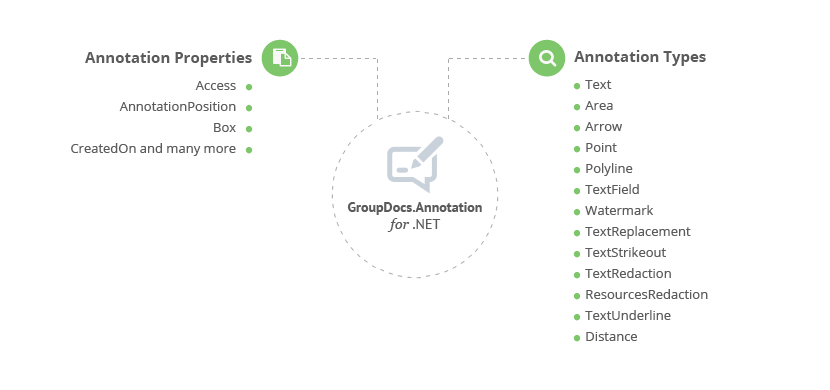 Annotation Properties
Access
AnnotationPosition
Box
CreatedOn and many more
GroupDocs.Annotation
for .NET
Annotation Types
Text
Area
Arrow
Point
Polyline
TextField
Watermark
TextReplacement
TextStrikeout
TextRedaction
ResourcesRedaction
TextUnderline
Distance